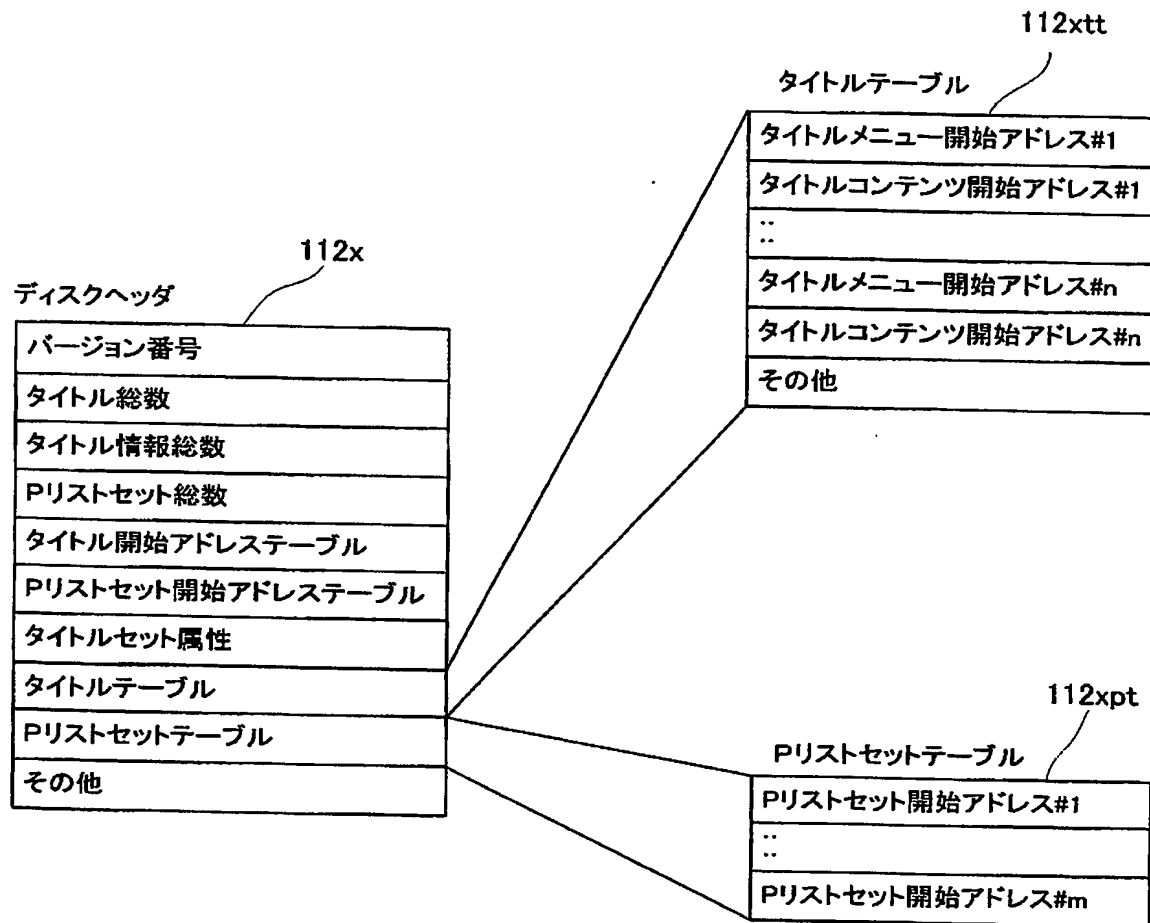 112xtt
タイトルテーブル
タイトルメニュー開始アドレス#1
タイトルコンテンツ開始アドレス#1
::
タイトルメニュー開始アドレス#n
タイトルコンテンツ開始アドレス#n
その他
112x
ディスクヘッダ
バージョン番号
タイトル総数
タイトル情報総数
Pリストセット総数
タイトル開始アドレステーブル
Pリストセット開始アドレステーブル
タイトルセット属性
タイトルテーブル
Pリストセットテーブル
その他
112xpt
Pリストセットテーブル
Pリストセット開始アドレス#1
::
Pリストセット開始アドレス#m